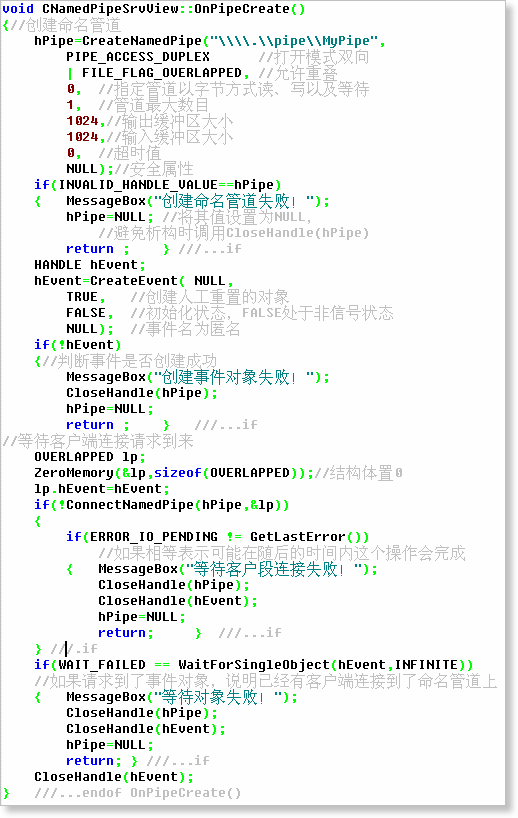 void CNamedPipeSrvView::OnPipeCreate()
{//创建命名管道
    hPipe=CreateNamedPipe("\\\\.\\pipe\\MyPipe",
        PIPE_ACCESS_DUPLEX      //打开模式双向
        | FILE_FLAG_OVERLAPPED, //允许重叠
        0,  //指定管道以字节方式读、写以及等待
        1,  //管道最大数目
        1024,//输出缓冲区大小
        1024,//输入缓冲区大小
        0,  //超时值
        NULL);//安全属性
    if(INVALID_HANDLE_VALUE==hPipe)
    {   MessageBox("创建命名管道失败！");
        hPipe=NULL; //将其值设置为NULL,
            //避免析构时调用CloseHandle(hPipe)
        return ;    } ///...if
    HANDLE hEvent;
    hEvent=CreateEvent( NULL,
        TRUE,   //创建人工重置的对象
        FALSE,  //初始化状态，FALSE处于非信号状态
        NULL);  //事件名为匿名
    if(!hEvent)
    {//判断事件是否创建成功
        MessageBox("创建事件对象失败！");
        CloseHandle(hPipe);
        hPipe=NULL;
        return ;    }   ///...if
//等待客户端连接请求到来
    OVERLAPPED lp;
    ZeroMemory(&lp,sizeof(OVERLAPPED));//结构体置0
    lp.hEvent=hEvent;
    if(!ConnectNamedPipe(hPipe,&lp))
    {
        if(ERROR_IO_PENDING != GetLastError())
            //如果相等表示可能在随后的时间内这个操作会完成
        {   MessageBox("等待客户段连接失败！");
            CloseHandle(hPipe);
            CloseHandle(hEvent);
            hPipe=NULL;
            return;     }  ///...if
    } ///.if
    if(WAIT_FAILED == WaitForSingleObject(hEvent,INFINITE))
    //如果请求到了事件对象，说明已经有客户端连接到了命名管道上
    {   MessageBox("等待对象失败！");
        CloseHandle(hPipe);
        CloseHandle(hEvent);
        hPipe=NULL;
        return; } ///...if
    CloseHandle(hEvent);
}   ///...endof OnPipeCreate()